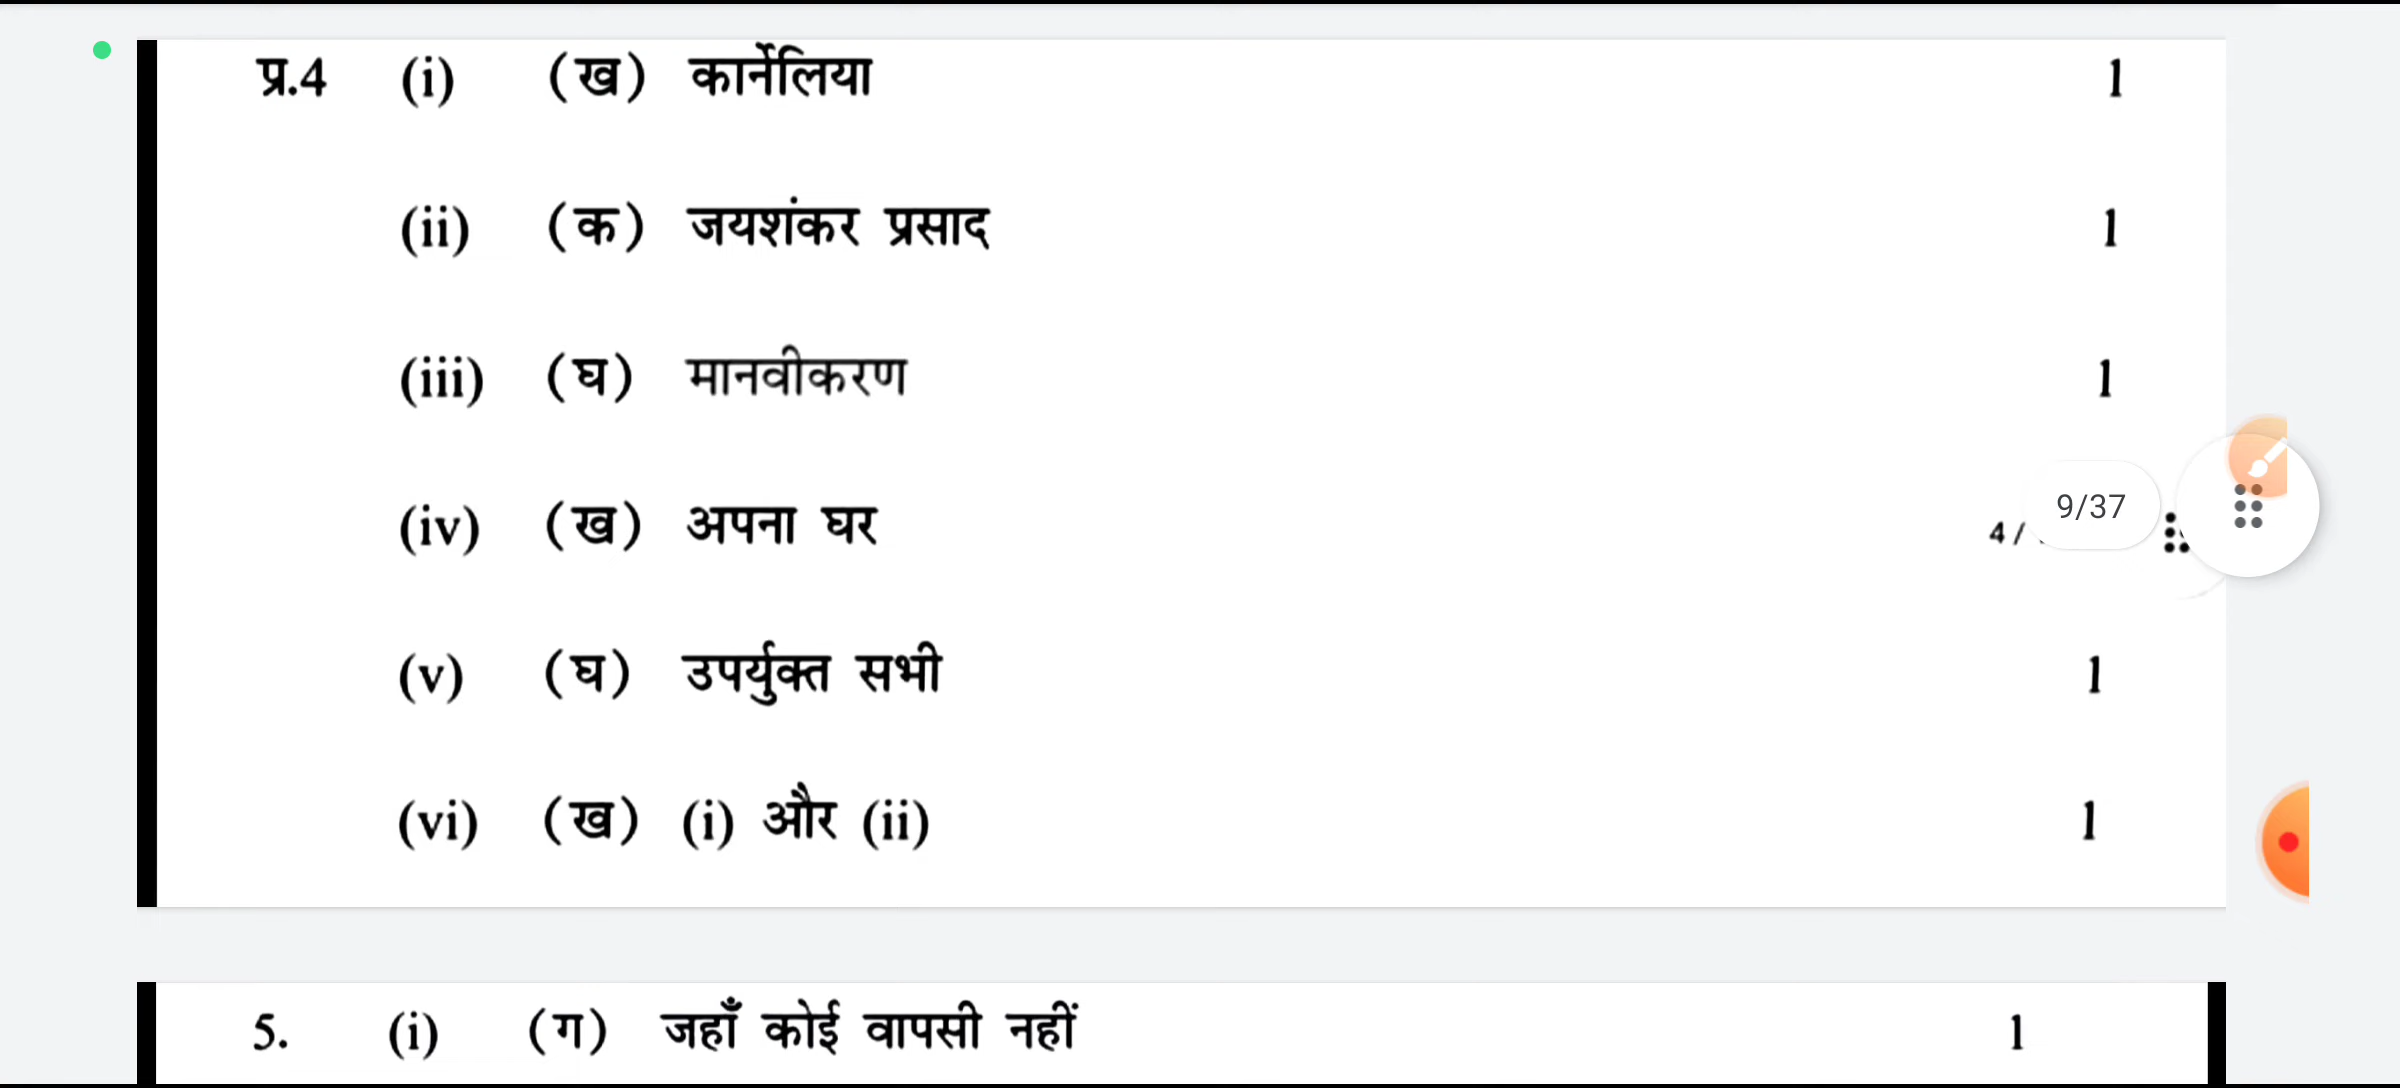 प्र.4 (i) (ख) कार्नेलिया 1
(ii) (क) जयशंकर प्रसाद 1
(iii) (घ) मानवीकरण 1
9/37
(iv) (ख) अपना घर 4/
(v) (घ) उपर्युक्त सभी 1
(vi) (ख) (i) और (ii) 1
5. (i) (ग) जहाँ कोई वापसी नहीं 1